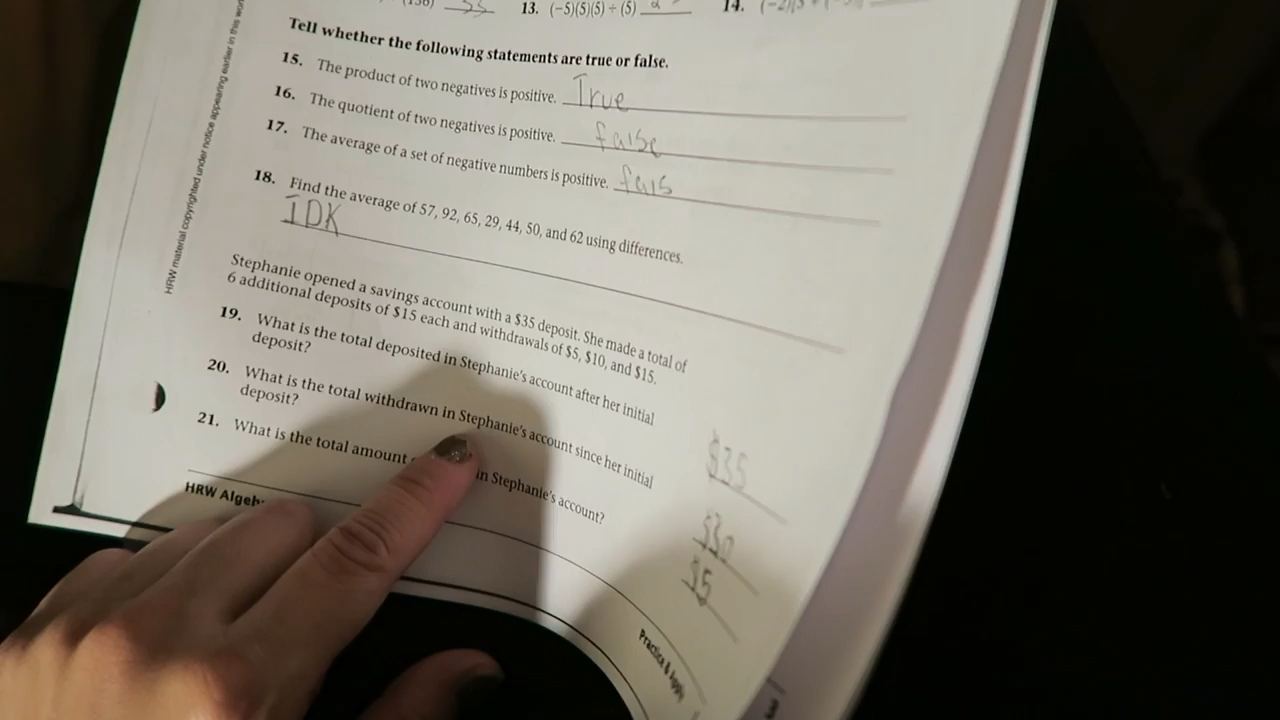 13. (−5)(5)(5) ÷ (5)
14.
Tell whether the following statements are true or false.
15. The product of two negatives is positive. True
16. The quotient of two negatives is positive. false
17. The average of a set of negative numbers is positive. fals
18. Find the average of 57, 92, 65, 29, 44, 50, and 62 using differences.
IDK
Stephanie opened a savings account with a $35 deposit. She made a total of
6 additional deposits of $15 each and withdrawals of $5, $10, and $15.
19. What is the total deposited in Stephanie's account after her initial
deposit?
$35
20. What is the total withdrawn in Stephanie's account since her initial
deposit?
$30
21. What is the total amount in Stephanie's account?
$5
HRW Algeb
Practice & Apply
HRW material copyrighted under notice appearing earlier in this wor